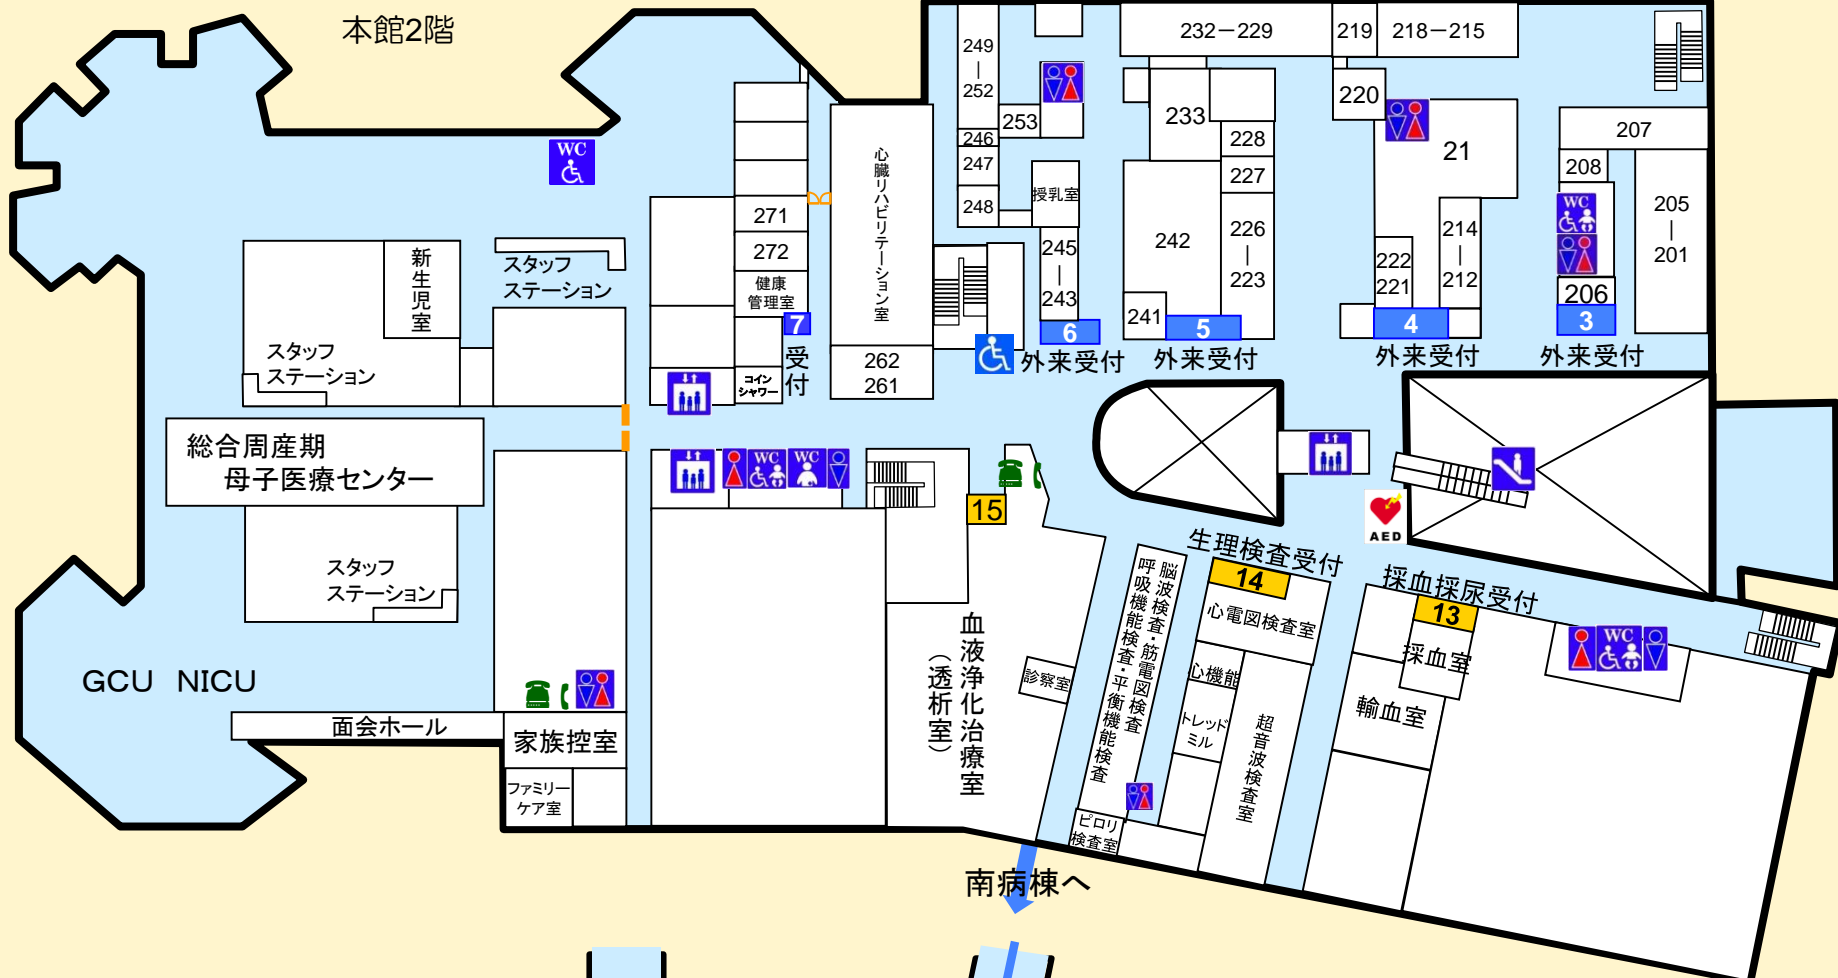 本館2階
249
|
252
246
247
248
253
授乳室
245
|
243
6
外来受付
232－229
219
218－215
220
233
228
227
242
226
|
223
241
5
外来受付
21
222
221
214
|
212
4
外来受付
207
208
WC
205
|
201
206
3
外来受付
WC
271
272
健康
管理室
7
受付
コイン
シャワー
心臓リハビリテーション室
262
261
新生児室
スタッフ
ステーション
スタッフ
ステーション
総合周産期
母子医療センター
スタッフ
ステーション
GCU NICU
面会ホール
家族控室
ファミリー
ケア室
WC
WC
15
血液浄化治療室
（透析室）
診察室
脳波検査・筋電図検査
呼吸機能検査・平衡機能検査
ピロリ
検査室
生理検査受付
14
心電図検査室
心機能
トレッド
ミル
超音波検査室
AED
採血採尿受付
13
採血室
輸血室
WC
南病棟へ